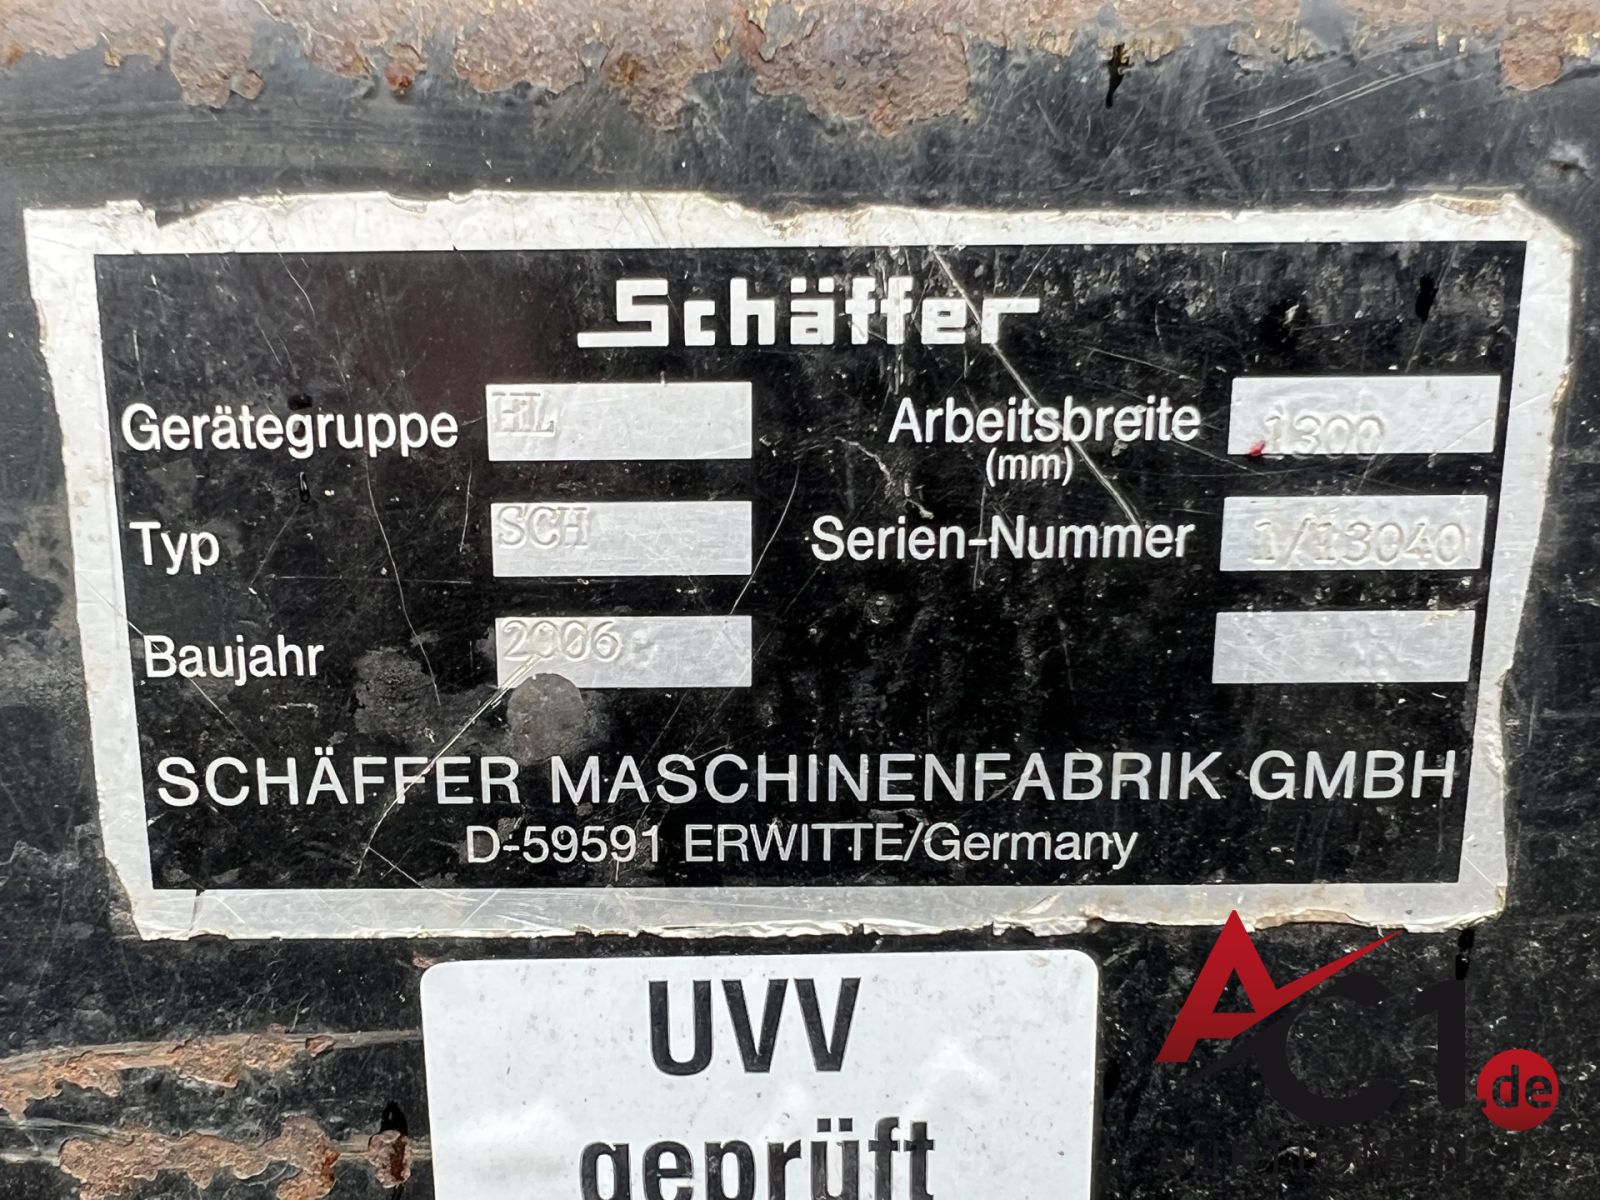 Schäffer
Gerätegruppe HL Arbeitsbreite 1300
(mm)
Typ SCH Serien-Nummer 1/13040
Baujahr 2006
SCHÄFFER MASCHINENFABRIK GMBH
D-59591 ERWITTE/Germany
UVV
geprüft
AC1.de